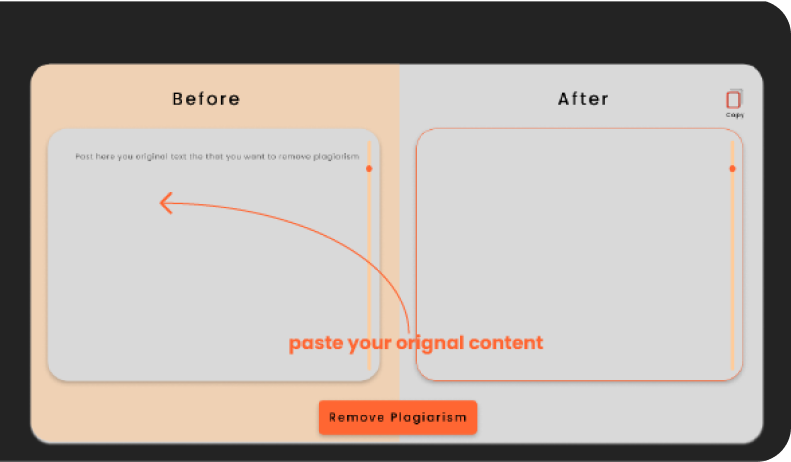 Before
After
Copy
Past here you original text the that you want to remove plagiarism
paste your orignal content
Remove Plagiarism